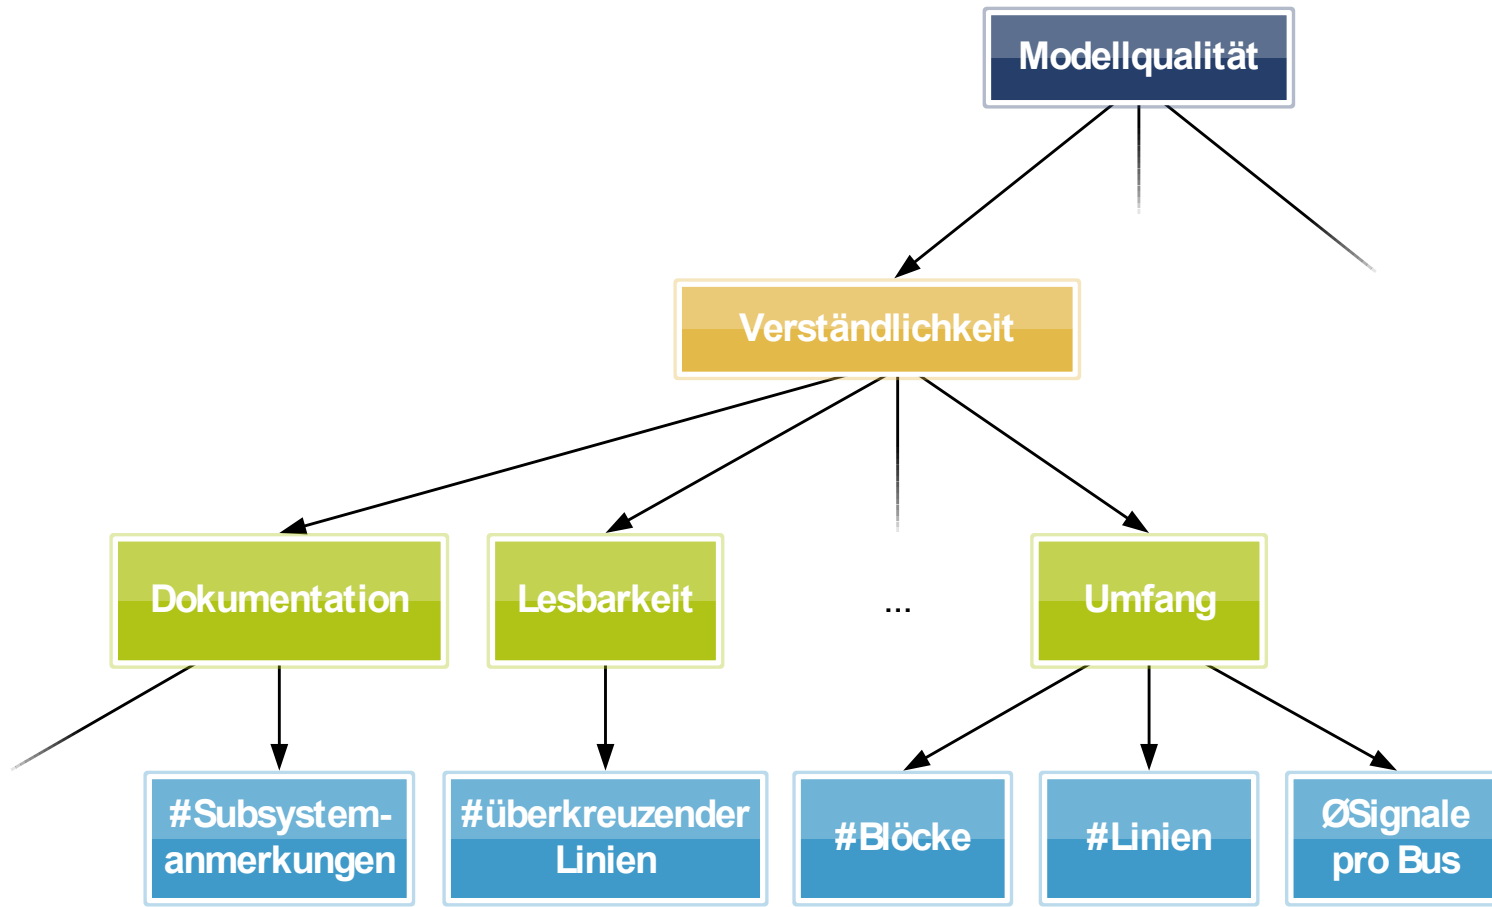 Modellqualität
Verständlichkeit
Dokumentation
Lesbarkeit
...
Umfang
#Subsystem-
anmerkungen
#überkreuzender
Linien
#Blöcke
#Linien
ØSignale
pro Bus